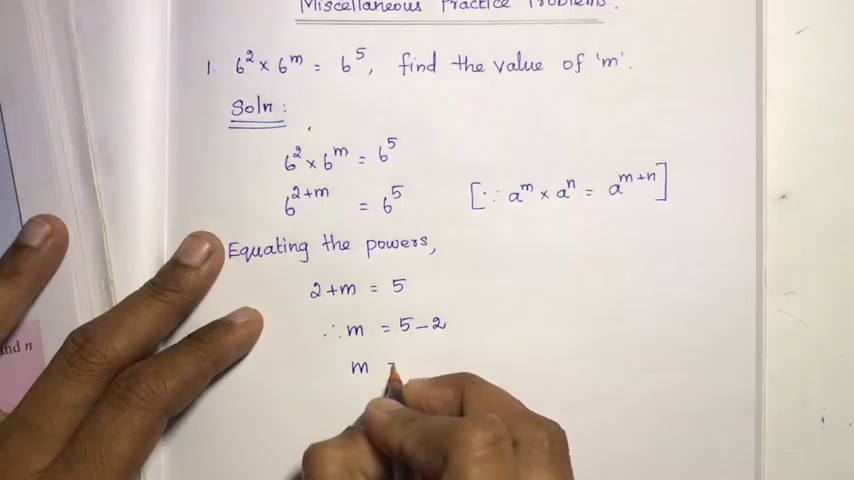 Miscellaneous Practice Problems.
1. 6² × 6ᵐ = 6⁵, find the value of 'm'.
Soln:
6² × 6ᵐ = 6⁵
6²⁺ᵐ = 6⁵ [∵ aᵐ × aⁿ = aᵐ⁺ⁿ]
Equating the powers,
2+m = 5
∴ m = 5-2
m =
and n